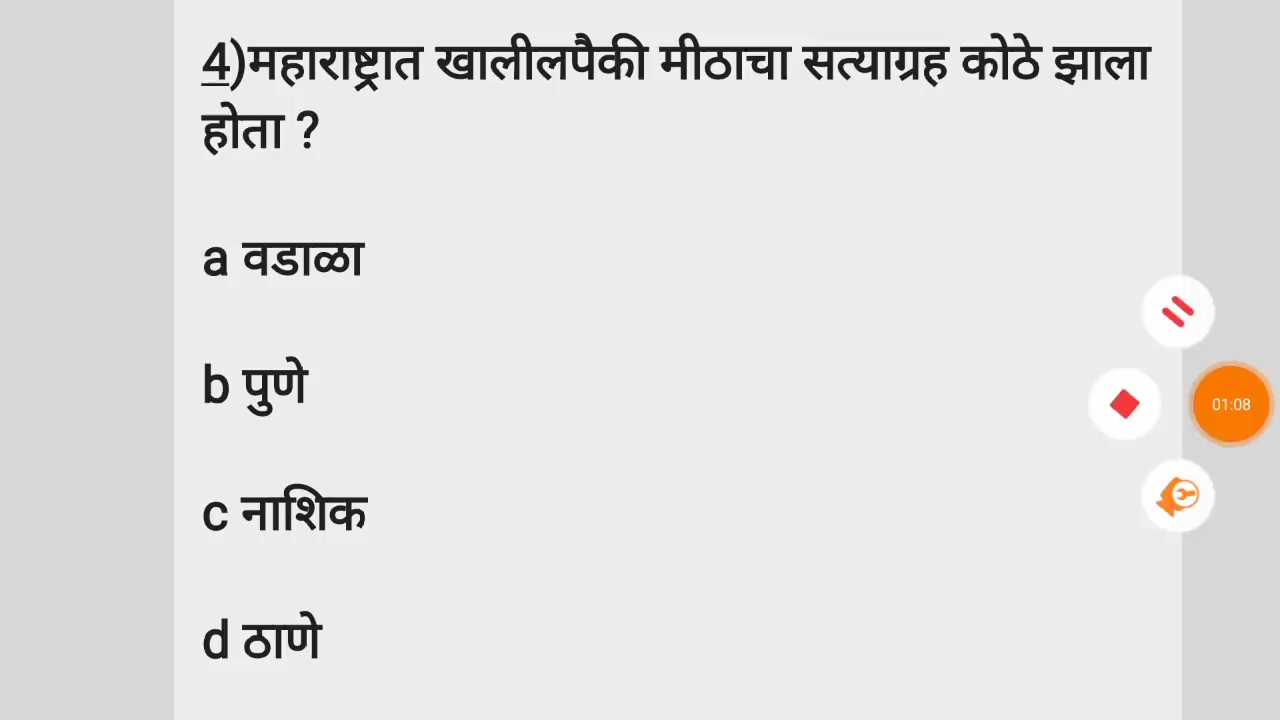 4)महाराष्ट्रात खालीलपैकी मीठाचा सत्याग्रह कोठे झाला
होता ?
a वडाळा
b पुणे
c नाशिक
d ठाणे
01:08